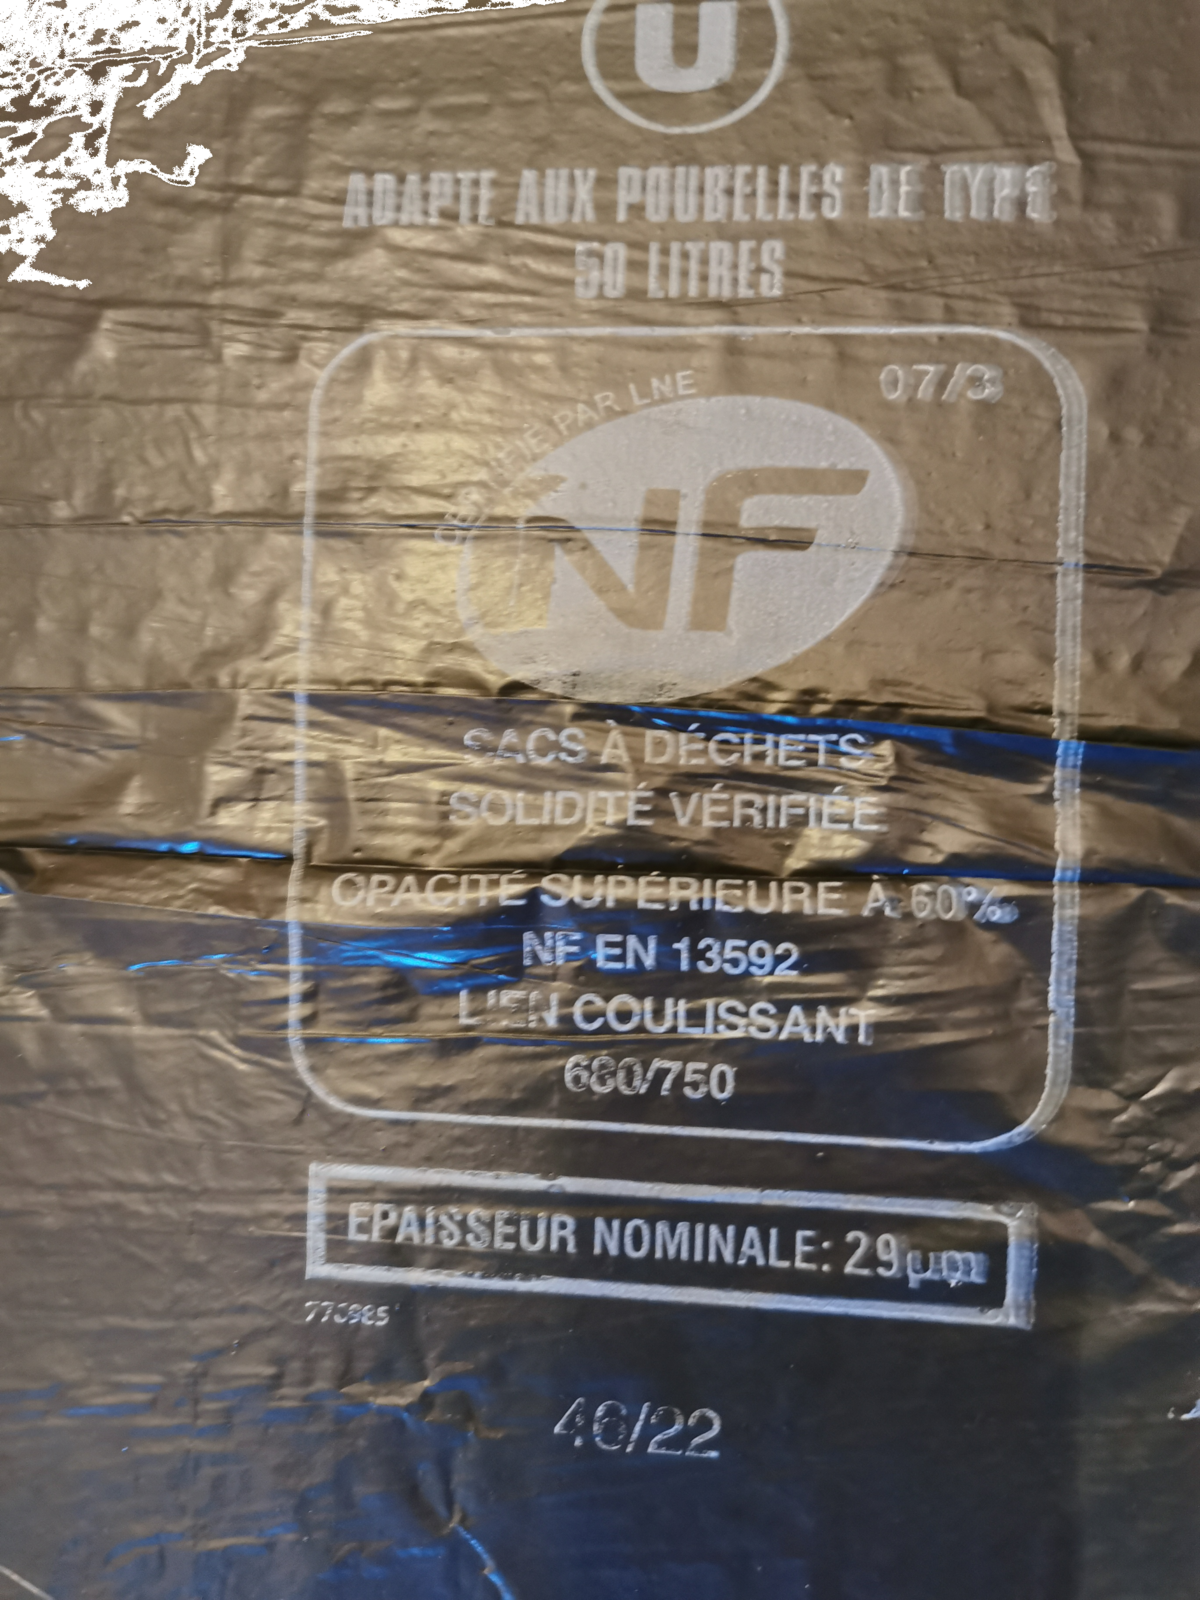 U
ADAPTE AUX POUBELLES DE TYPE
50 LITRES
07/3
CERTIFIÉ PAR LNE
NF
SACS À DÉCHETS
SOLIDITÉ VÉRIFIÉE
OPACITÉ SUPÉRIEURE À 60%
NF EN 13592
LIEN COULISSANT
680/750
EPAISSEUR NOMINALE: 29µm
46/22